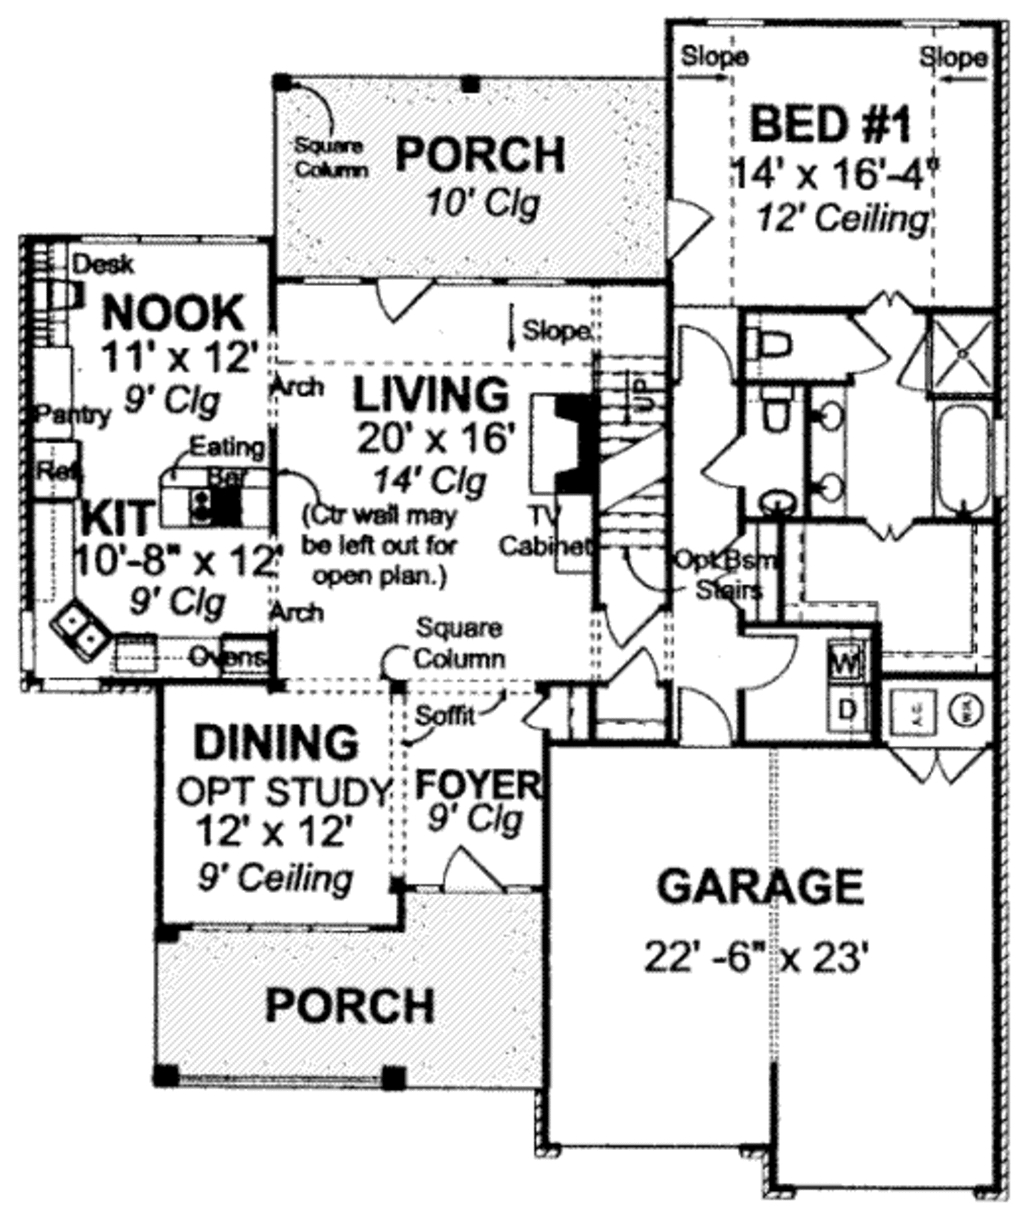 Slope
Slope
BED #1
14' x 16'-4"
12' Ceiling
Square
Column
PORCH
10' Clg
Desk
NOOK
11' x 12'
9' Clg
Pantry
Ref.
Eating
Bar
KIT
10'-8" x 12'
9' Clg
Ovens
Arch
Arch
Slope
LIVING
20' x 16'
14' Clg
(Ctr wall may
be left out for
open plan.)
TV
Cabinet
UP
Opt Bsm
Stairs
Square
Column
Soffit
DINING
OPT STUDY
12' x 12'
9' Ceiling
FOYER
9' Clg
W
D
A.C.
W.H.
GARAGE
22' -6" x 23'
PORCH